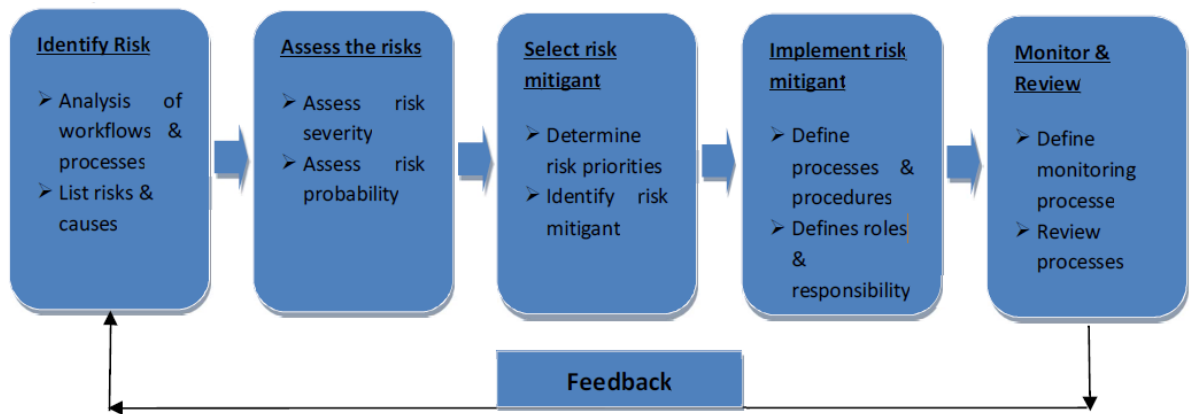 Identify Risk
➢ Analysis of
workflows &
processes
➢ List risks &
causes
Assess the risks
➢ Assess risk
severity
➢ Assess risk
probability
Select risk
mitigant
➢ Determine
risk priorities
➢ Identify risk
mitigant
Implement risk
mitigant
➢ Define
processes &
procedures
➢ Defines roles
&
responsibility
Monitor &
Review
➢ Define
monitoring
processe
➢ Review
processes
Feedback